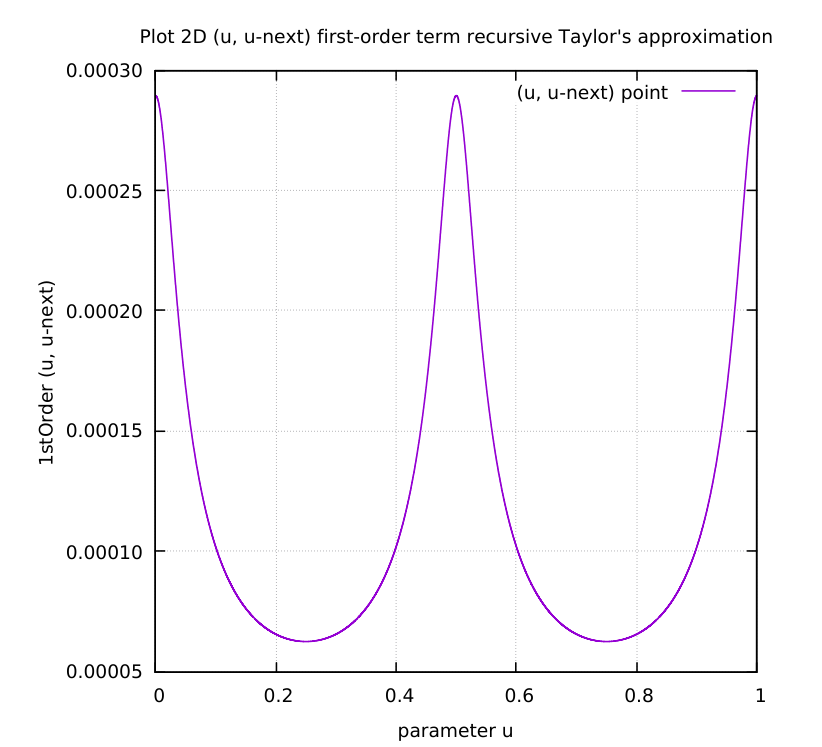 Plot 2D (u, u-next) first-order term recursive Taylor's approximation
(u, u-next) point
1stOrder (u, u-next)
0.00030
0.00025
0.00020
0.00015
0.00010
0.00005
0 0.2 0.4 0.6 0.8 1
parameter u